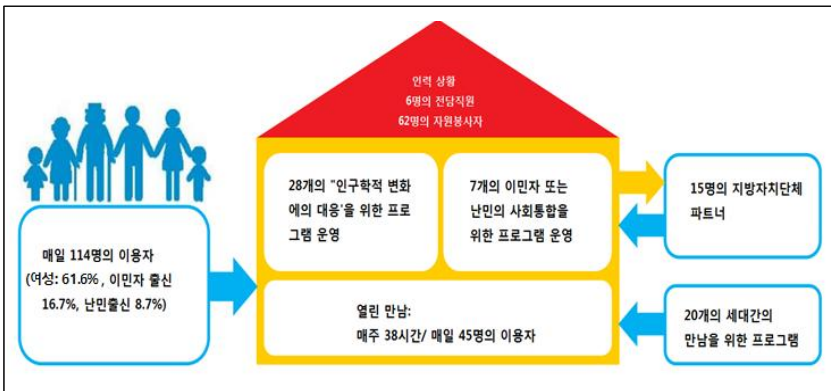 인력 상황
6명의 전담직원
62명의 자원봉사자
28개의 "인구학적 변화
에의 대응'을 위한 프로
그램 운영
7개의 이민자 또는
난민의 사회통합을
위한 프로그램 운영
15명의 지방자치단체
파트너
매일 114명의 이용자
(여성: 61.6% , 이민자 출신
16.7%, 난민출신 8.7%)
열린 만남:
매주 38시간/ 매일 45명의 이용자
20개의 세대간의
만남을 위한 프로그램